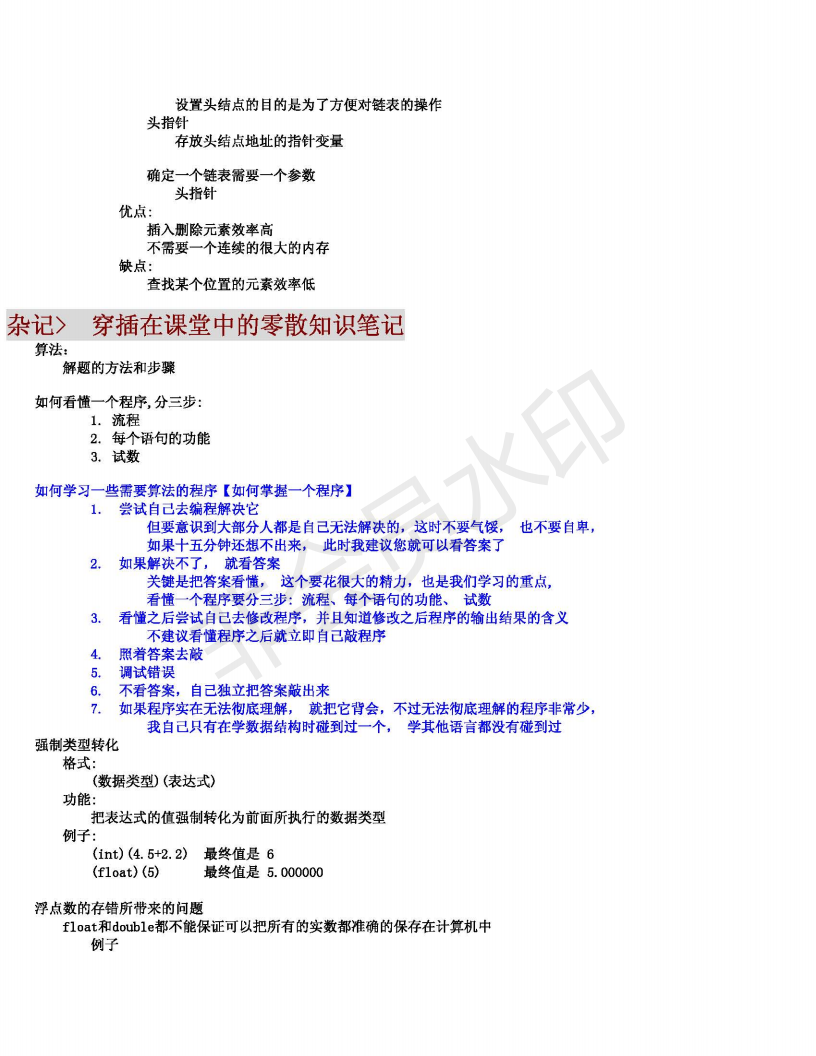 设置头结点的目的是为了方便对链表的操作
头指针
存放头结点地址的指针变量
确定一个链表需要一个参数
头指针
优点:
插入删除元素效率高
不需要一个连续的很大的内存
缺点:
查找某个位置的元素效率低
杂记> 穿插在课堂中的零散知识笔记
算法:
解题的方法和步骤
如何看懂一个程序,分三步:
1. 流程
2. 每个语句的功能
3. 试数
如何学习一些需要算法的程序【如何掌握一个程序】
1. 尝试自己去编程解决它
但要意识到大部分人都是自己无法解决的，这时不要气馁， 也不要自卑，
如果十五分钟还想不出来， 此时我建议您就可以看答案了
2. 如果解决不了， 就看答案
关键是把答案看懂， 这个要花很大的精力，也是我们学习的重点，
看懂一个程序要分三步: 流程、每个语句的功能、 试数
3. 看懂之后尝试自己去修改程序，并且知道修改之后程序的输出结果的含义
不建议看懂程序之后就立即自己敲程序
4. 照着答案去敲
5. 调试错误
6. 不看答案，自己独立把答案敲出来
7. 如果程序实在无法彻底理解， 就把它背会，不过无法彻底理解的程序非常少，
我自己只有在学数据结构时碰到过一个， 学其他语言都没有碰到过
强制类型转化
格式:
(数据类型)(表达式)
功能:
把表达式的值强制转化为前面所执行的数据类型
例子:
(int)(4.5+2.2) 最终值是 6
(float)(5) 最终值是 5.000000
浮点数的存错所带来的问题
float和double都不能保证可以把所有的实数都准确的保存在计算机中
例子
非会员水印